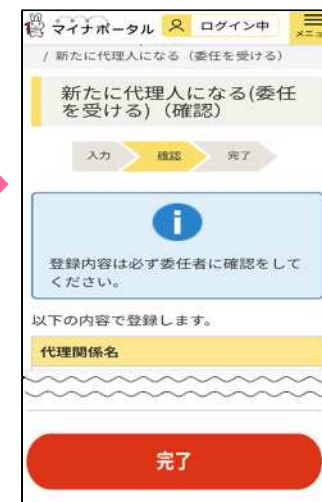 マイナポータル
ログイン中
メニュー
/ 新たに代理人になる（委任を受ける）
新たに代理人になる(委任
を受ける)（確認）
入力
確認
完了
登録内容は必ず委任者に確認をして
ください。
以下の内容で登録します。
代理関係名
完了